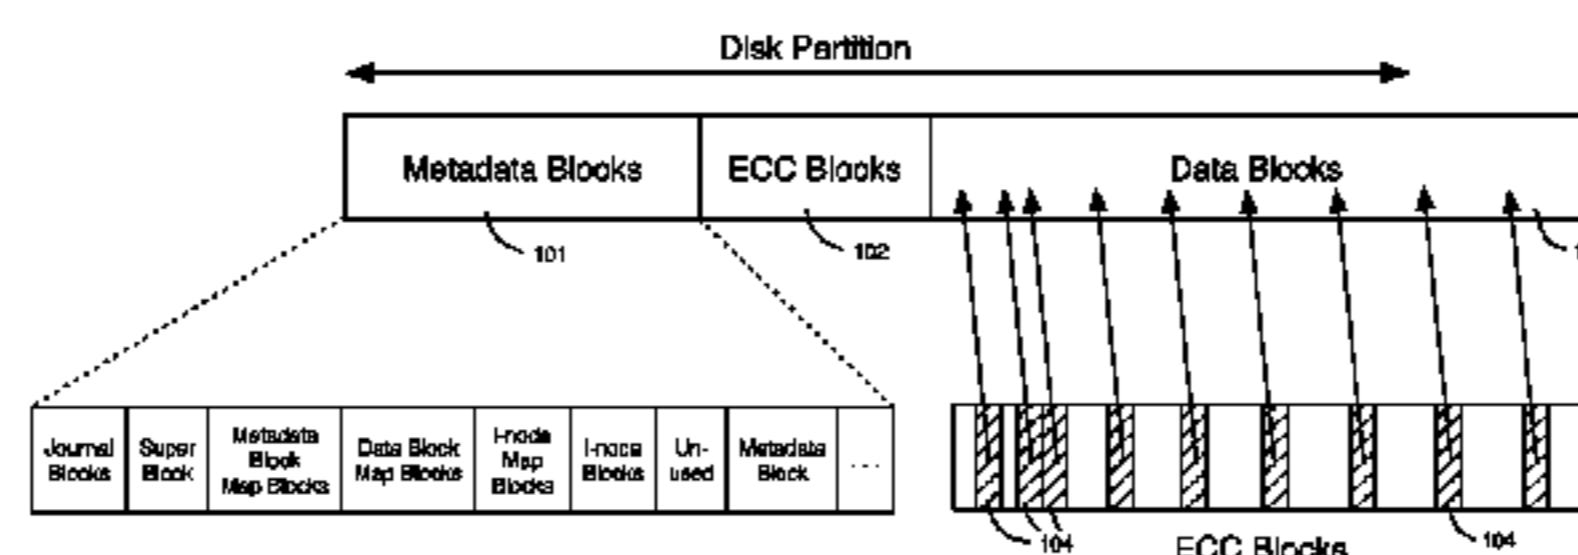 Disk Partition
Metadata Blocks
ECC Blocks
Data Blocks
101
102
Journal
Blocks
Super
Block
Metadata
Block
Map Blocks
Data Block
Map Blocks
I-node
Map
Blocks
I-node
Blocks
Un-
used
Metadata
Block
...
104
104
ECC Blocks